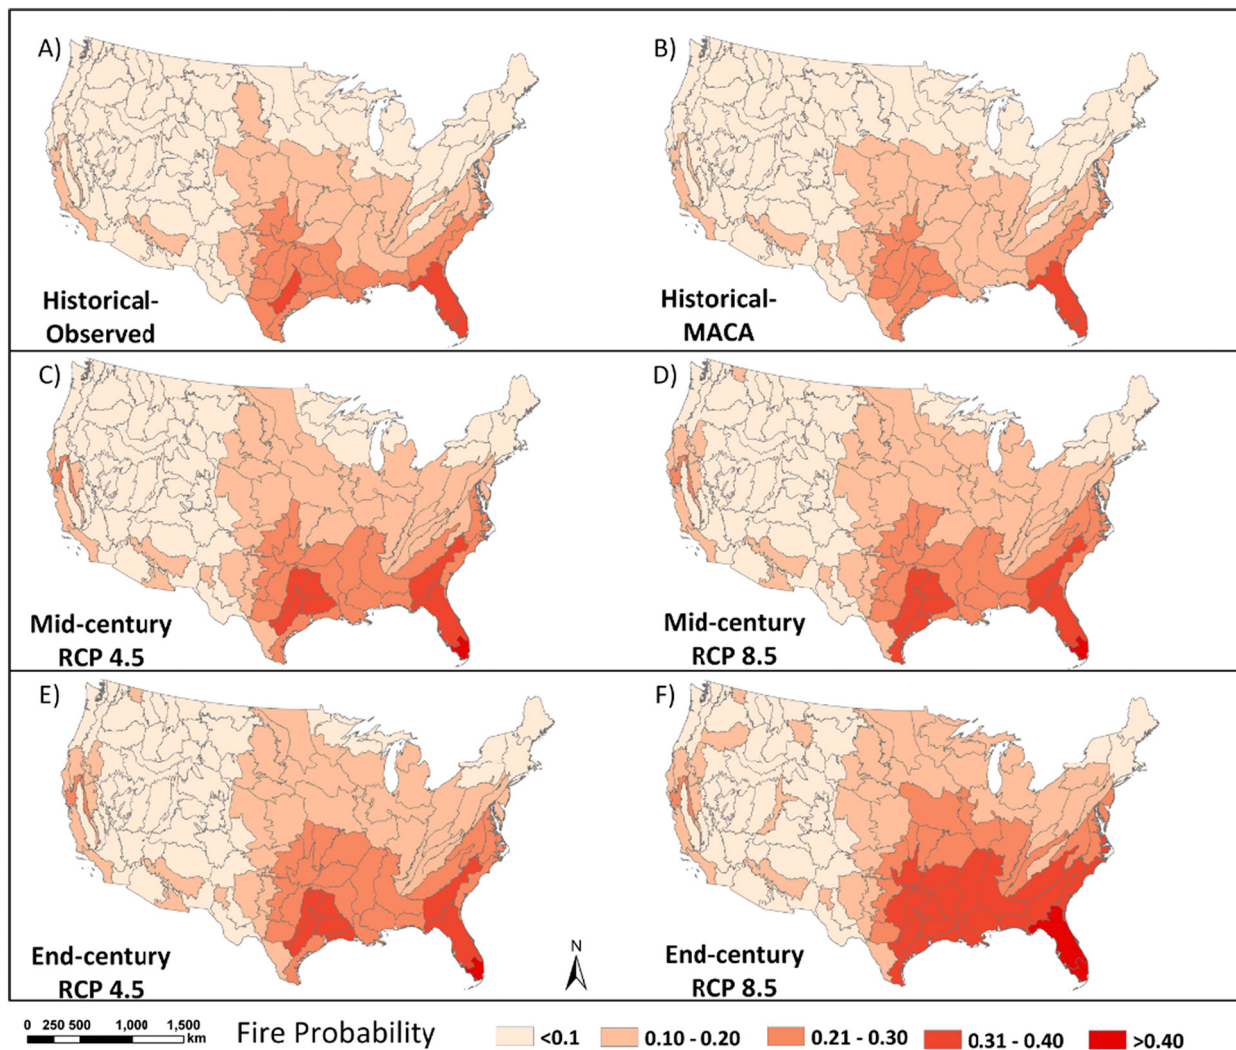 A)
B)
Historical-
Observed
Historical-
MACA
C)
D)
Mid-century
RCP 4.5
Mid-century
RCP 8.5
E)
F)
End-century
RCP 4.5
N
End-century
RCP 8.5
0 250 500 1,000 1,500
km
Fire Probability
<0.1
0.10 - 0.20
0.21 - 0.30
0.31 - 0.40
>0.40